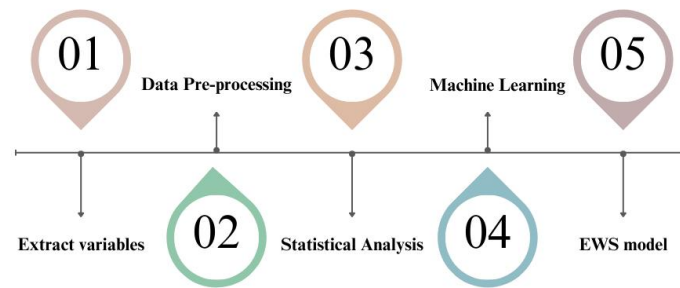 01
Extract variables
02
Data Pre-processing
03
Statistical Analysis
04
Machine Learning
05
EWS model